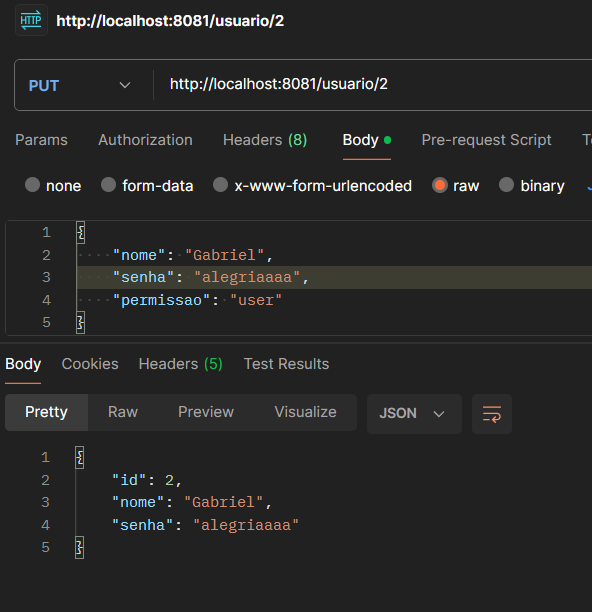 HTTP http://localhost:8081/usuario/2
PUT http://localhost:8081/usuario/2
Params Authorization Headers (8) Body Pre-request Script
none form-data x-www-form-urlencoded raw binary
1 {
2 "nome": "Gabriel",
3 "senha": "alegriaaaa",
4 "permissao": "user"
5 }
Body Cookies Headers (5) Test Results
Pretty Raw Preview Visualize JSON
1 {
2 "id": 2,
3 "nome": "Gabriel",
4 "senha": "alegriaaaa"
5 }